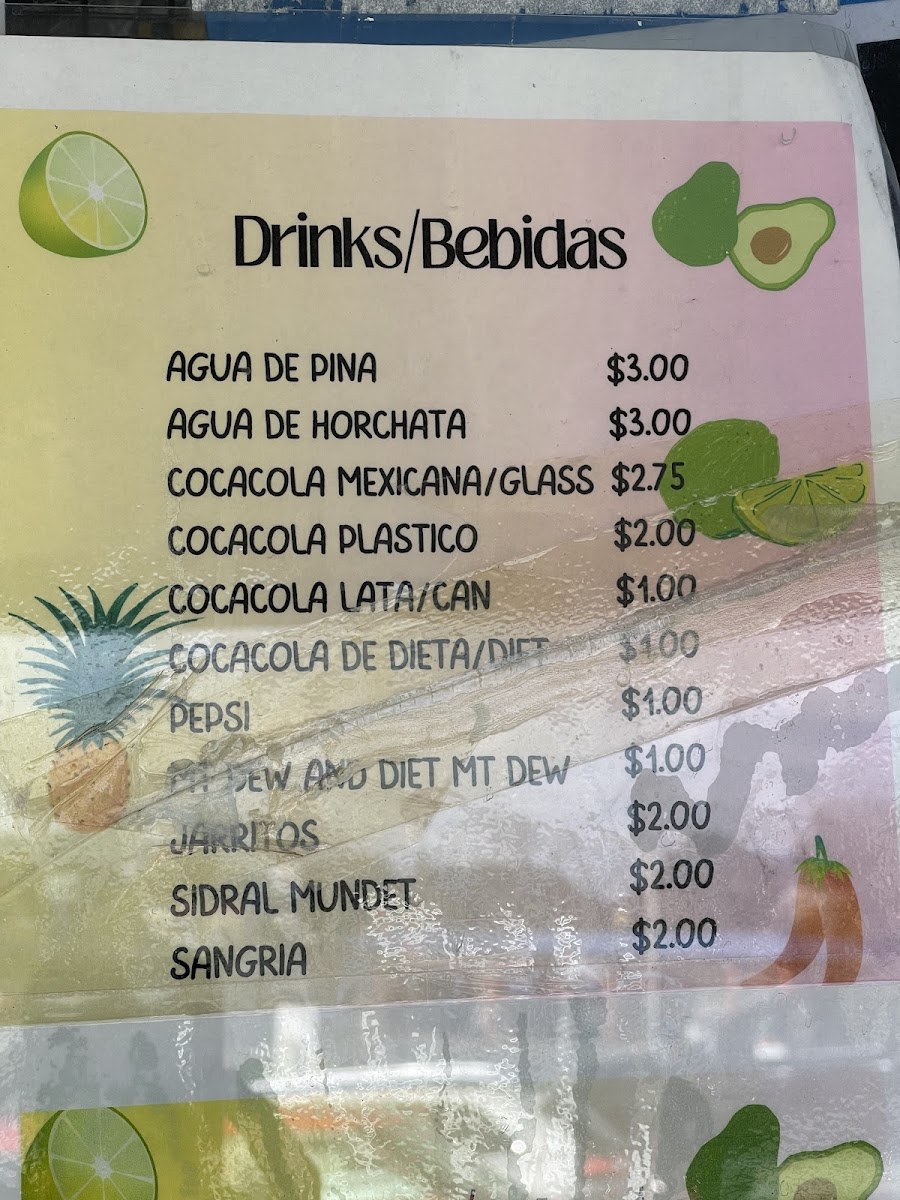 Drinks/Bebidas
AGUA DE PINA $3.00
AGUA DE HORCHATA $3.00
COCACOLA MEXICANA/GLASS $2.75
COCACOLA PLASTICO $2.00
COCACOLA LATA/CAN $1.00
COCACOLA DE DIETA/DIET $1.00
PEPSI $1.00
MT DEW AND DIET MT DEW $1.00
JARRITOS $2.00
SIDRAL MUNDET $2.00
SANGRIA $2.00